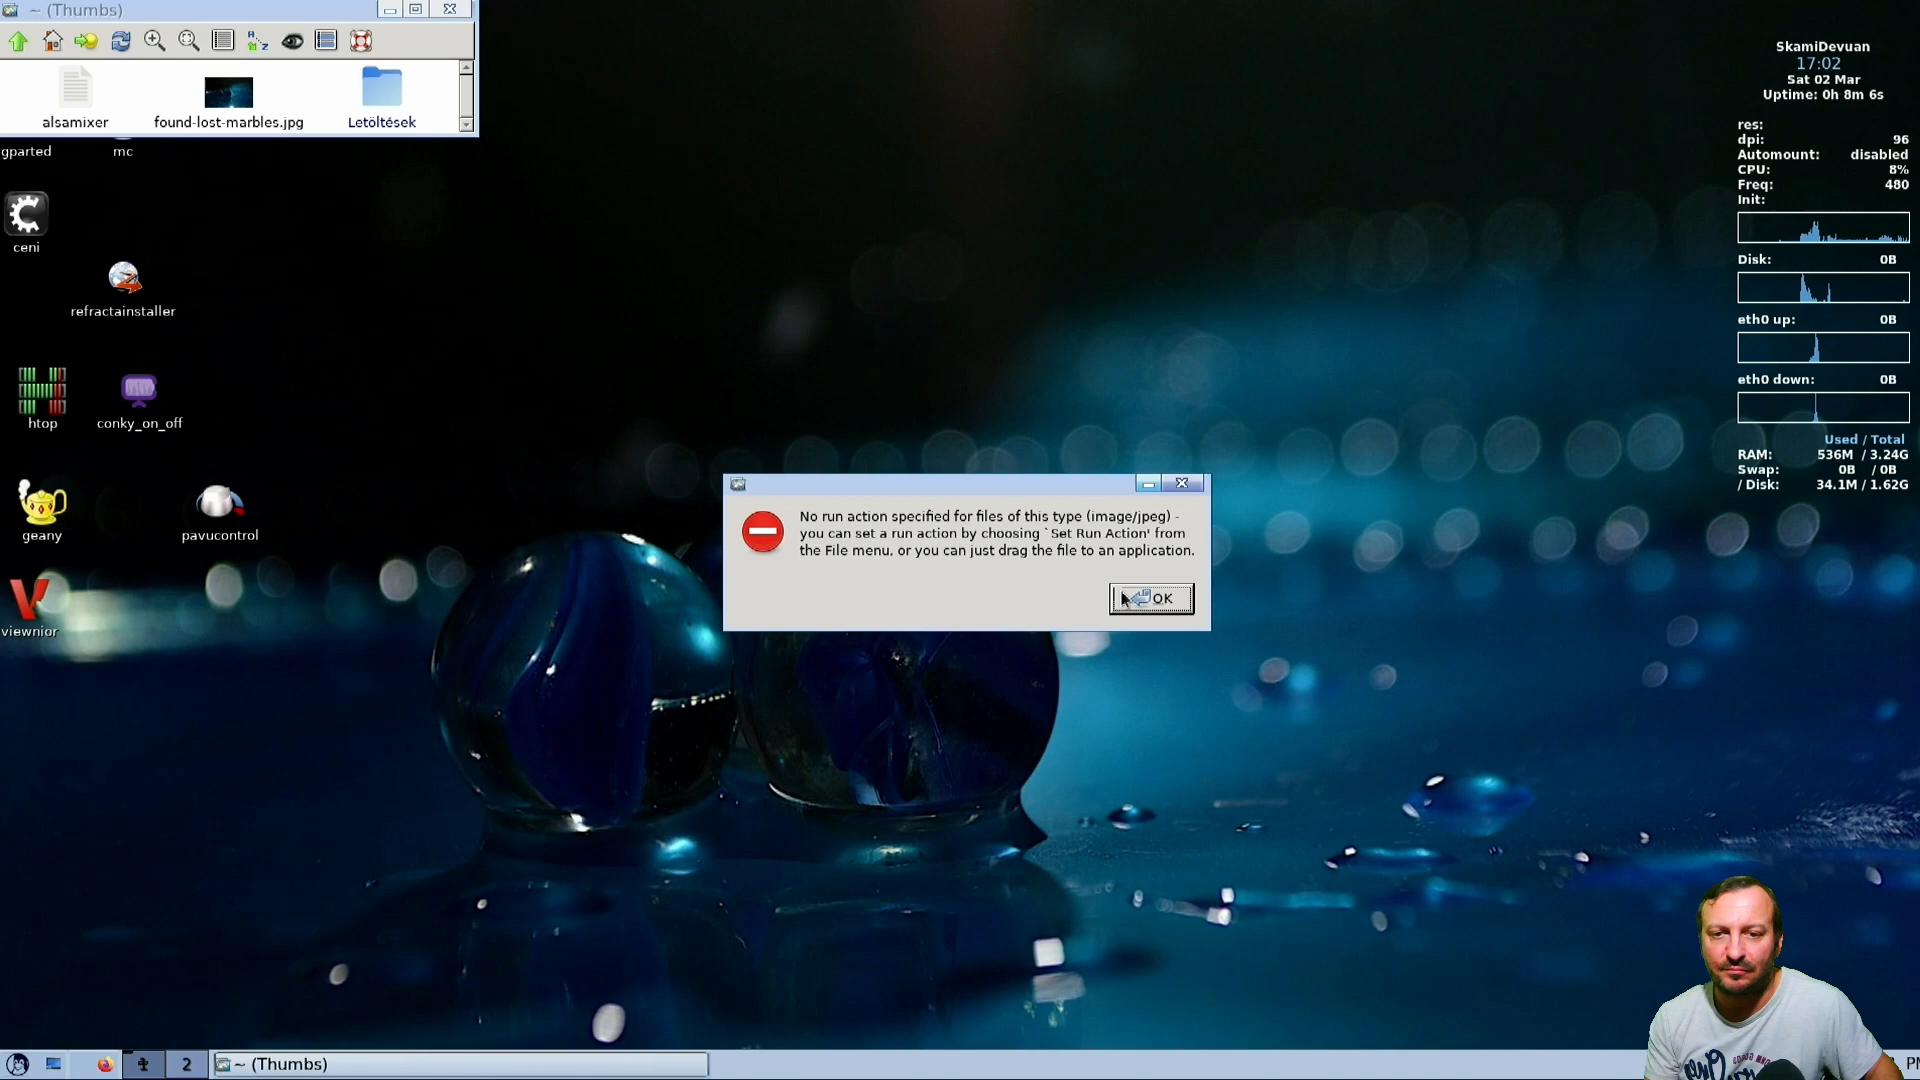 ~ (Thumbs)
alsamixer
found-lost-marbles.jpg
Letöltések
gparted
mc
ceni
refractainstaller
htop
conky_on_off
geany
pavucontrol
viewnior
SkamiDevuan
17:02
Sat 02 Mar
Uptime: 0h 8m 6s
res:
dpi: 96
Automount: disabled
CPU: 8%
Freq: 480
Init:
Disk: 0B
eth0 up: 0B
eth0 down: 0B
Used / Total
RAM: 536M / 3.24G
Swap: 0B / 0B
/ Disk: 34.1M / 1.62G
No run action specified for files of this type (image/jpeg) -
you can set a run action by choosing `Set Run Action' from
the File menu, or you can just drag the file to an application.
OK
2
~ (Thumbs)